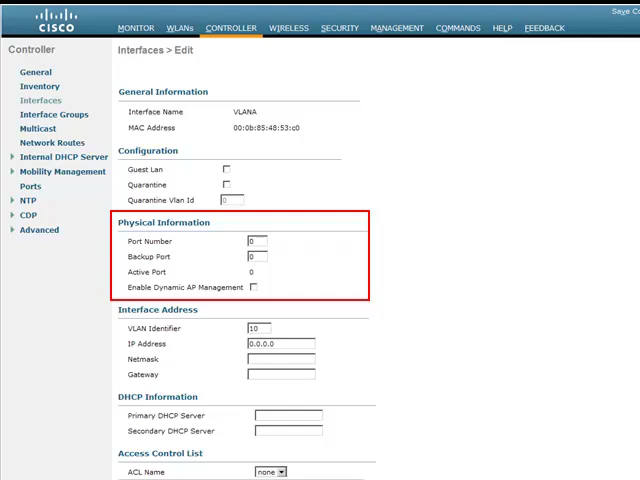 Save Co
CISCO
MONITOR WLANs CONTROLLER WIRELESS SECURITY MANAGEMENT COMMANDS HELP FEEDBACK
Controller
Interfaces > Edit
General
Inventory
Interfaces
Interface Groups
Multicast
Network Routes
Internal DHCP Server
Mobility Management
Ports
NTP
CDP
Advanced
General Information
Interface Name VLANA
MAC Address 00:0b:85:48:53:c0
Configuration
Guest Lan
Quarantine
Quarantine Vlan Id 0
Physical Information
Port Number 0
Backup Port 0
Active Port 0
Enable Dynamic AP Management
Interface Address
VLAN Identifier 10
IP Address 0.0.0.0
Netmask
Gateway
DHCP Information
Primary DHCP Server
Secondary DHCP Server
Access Control List
ACL Name none